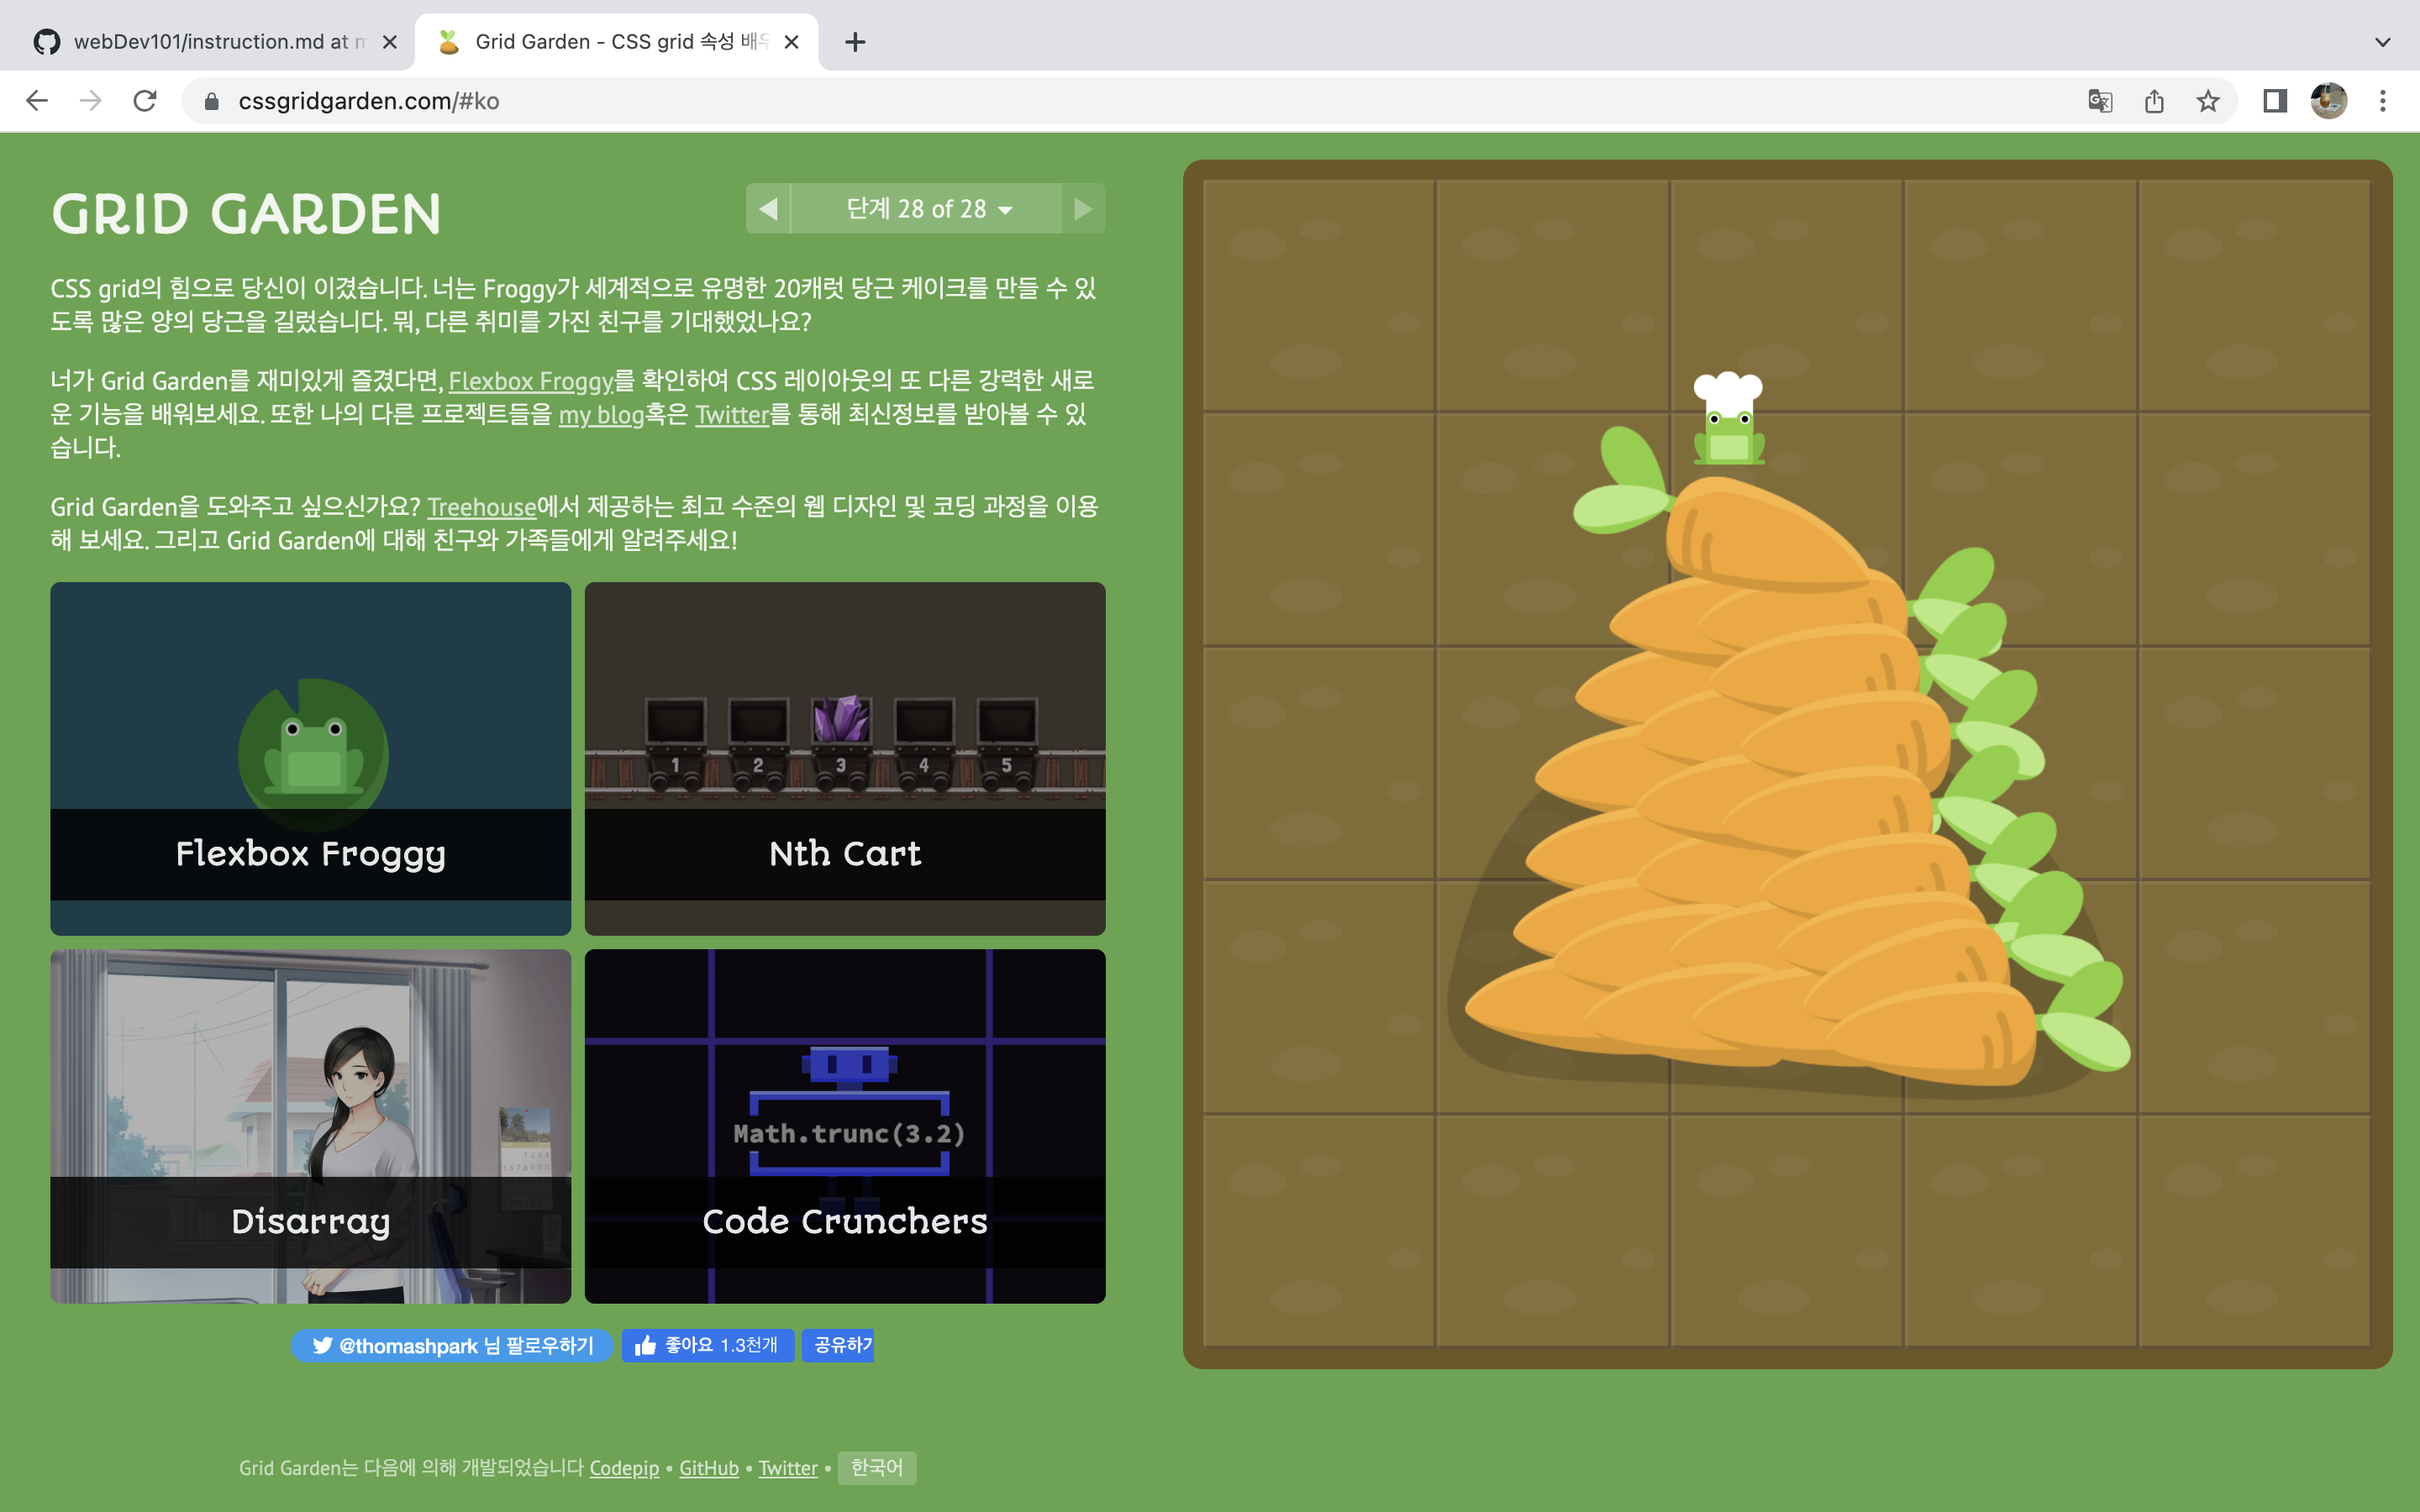 webDev101/instruction.md at m
Grid Garden - CSS grid 속성 배우
cssgridgarden.com/#ko
GRID GARDEN
단계 28 of 28
CSS grid의 힘으로 당신이 이겼습니다. 너는 Froggy가 세계적으로 유명한 20캐럿 당근 케이크를 만들 수 있
도록 많은 양의 당근을 길렀습니다. 뭐, 다른 취미를 가진 친구를 기대했었나요?
너가 Grid Garden를 재미있게 즐겼다면, Flexbox Froggy를 확인하여 CSS 레이아웃의 또 다른 강력한 새로
운 기능을 배워보세요. 또한 나의 다른 프로젝트들을 my blog혹은 Twitter를 통해 최신정보를 받아볼 수 있
습니다.
Grid Garden을 도와주고 싶으신가요? Treehouse에서 제공하는 최고 수준의 웹 디자인 및 코딩 과정을 이용
해 보세요. 그리고 Grid Garden에 대해 친구와 가족들에게 알려주세요!
Flexbox Froggy
1 2 3 4 5
Nth Cart
Disarray
Math.trunc(3.2)
Code Crunchers
@thomashpark 님 팔로우하기 좋아요 1.3천개 공유하기
Grid Garden는 다음에 의해 개발되었습니다 Codepip • GitHub • Twitter • 한국어